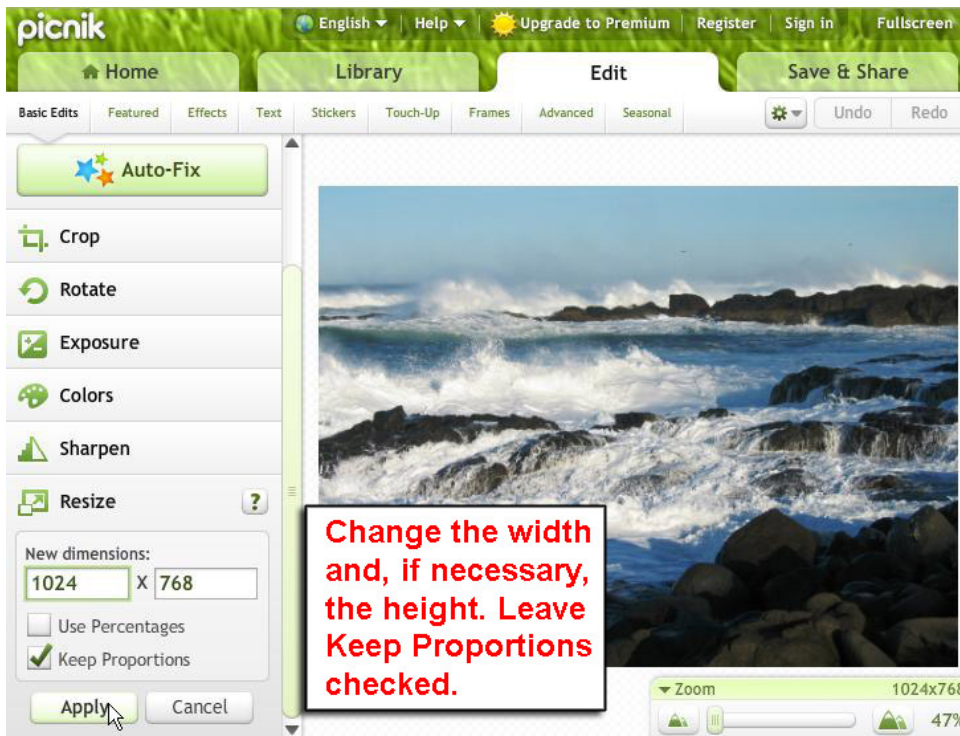 picnik
English Help Upgrade to Premium Register Sign in Fullscreen
Home Library Edit Save & Share
Basic Edits Featured Effects Text Stickers Touch-Up Frames Advanced Seasonal Undo Redo
Auto-Fix
Crop
Rotate
Exposure
Colors
Sharpen
Resize ?
New dimensions:
1024 X 768
Use Percentages
Keep Proportions
Apply Cancel
Change the width
and, if necessary,
the height. Leave
Keep Proportions
checked.
Zoom 1024x768
47%